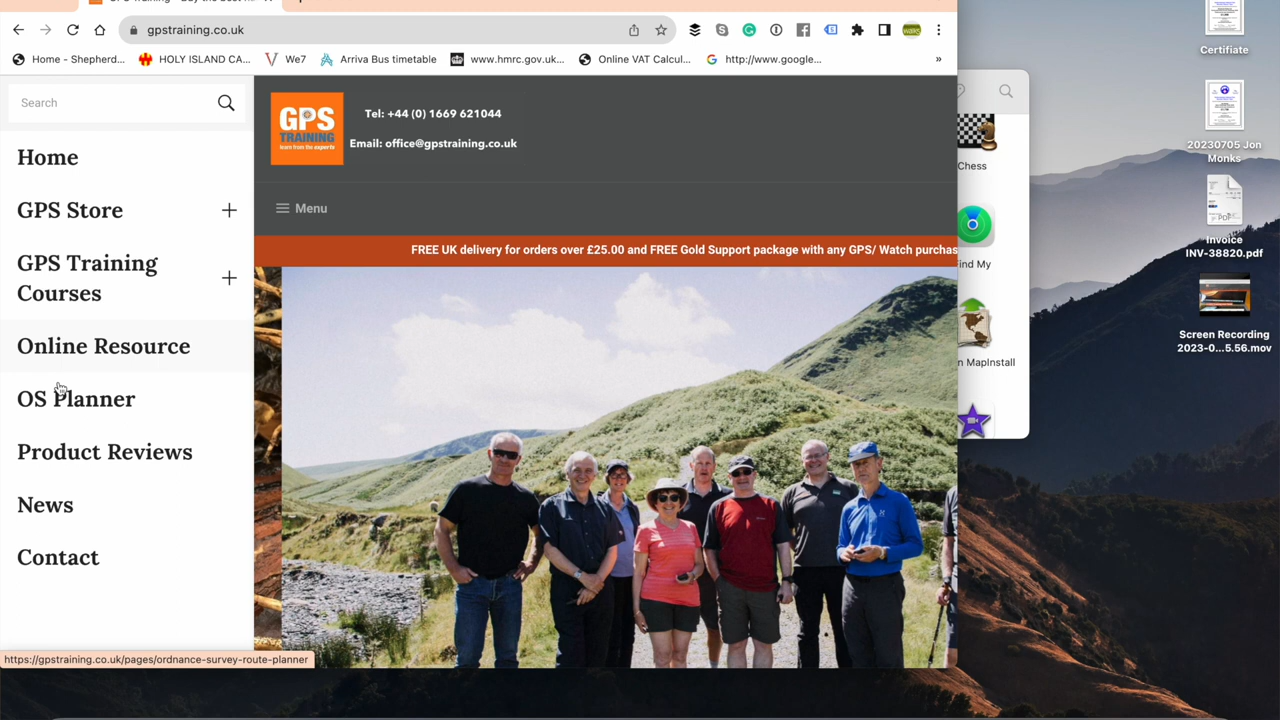 gpstraining.co.uk
Home - Shepherd...
HOLY ISLAND CA...
We7
Arriva Bus timetable
www.hmrc.gov.uk...
Online VAT Calcul...
http://www.google...
»
Search
Home
GPS Store
GPS Training
Courses
Online Resource
OS Planner
Product Reviews
News
Contact
https://gpstraining.co.uk/pages/ordnance-survey-route-planner
GPS
TRAINING
learn from the experts
Tel: +44 (0) 1669 621044
Email: office@gpstraining.co.uk
Menu
FREE UK delivery for orders over £25.00 and FREE Gold Support package with any GPS/ Watch purchas
Chess
ind My
n MapInstall
Certifiate
20230705 Jon
Monks
PDF
Invoice
INV-38820.pdf
Screen Recording
2023-0...5.56.mov